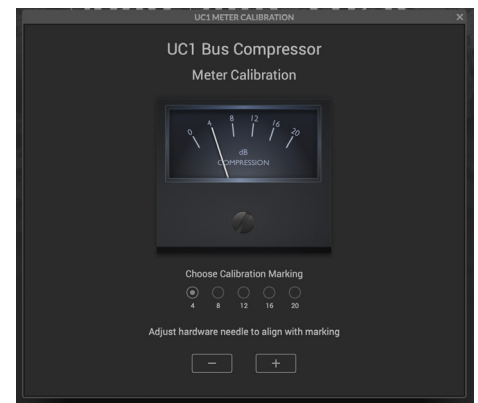 UC1 METER CALIBRATION ×
UC1 Bus Compressor
Meter Calibration
0 4 8 12 16 20
dB
COMPRESSION
Choose Calibration Marking
4 8 12 16 20
Adjust hardware needle to align with marking
− +